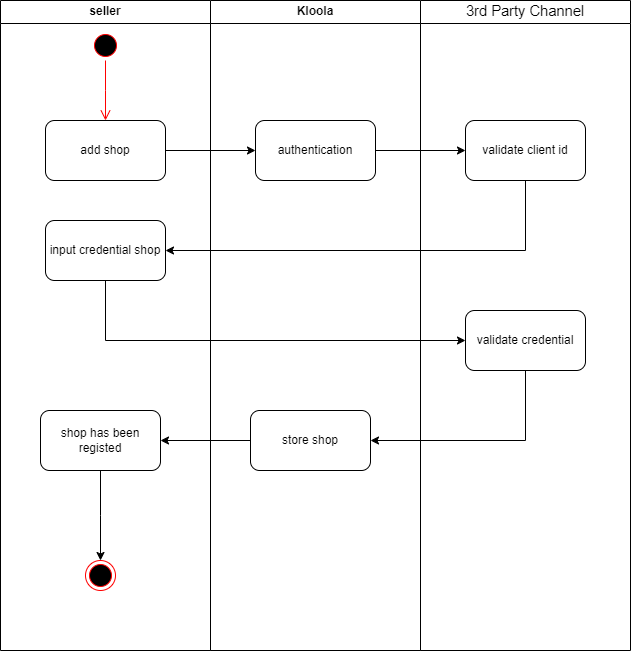 seller
Kloola
3rd Party Channel
add shop
authentication
validate client id
input credential shop
validate credential
shop has been
registed
store shop